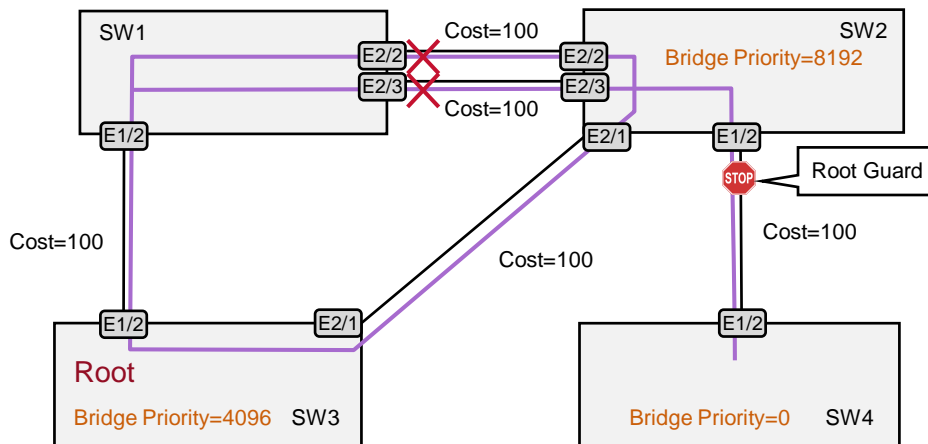 SW1
Cost=100
SW2
E2/2
E2/2
Bridge Priority=8192
E2/3
E2/3
Cost=100
E1/2
E2/1
E1/2
STOP
Root Guard
Cost=100
Cost=100
Cost=100
E1/2
E2/1
E1/2
Root
Bridge Priority=4096
SW3
Bridge Priority=0
SW4